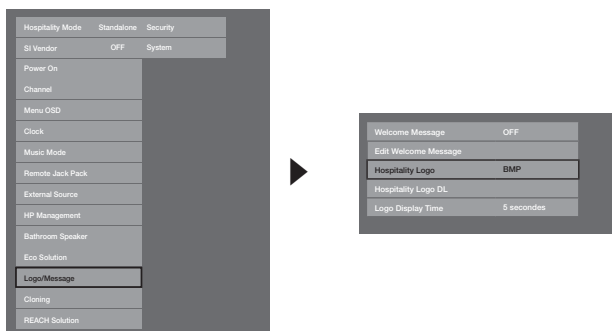 Hospitality Mode Standalone Security
SI Vendor OFF System
Power On
Channel
Menu OSD
Clock
Music Mode
Remote Jack Pack
External Source
HP Management
Bathroom Speaker
Eco Solution
Logo/Message
Cloning
REACH Solution
Welcome Message OFF
Edit Welcome Message
Hospitality Logo BMP
Hospitality Logo DL
Logo Display Time 5 secondes